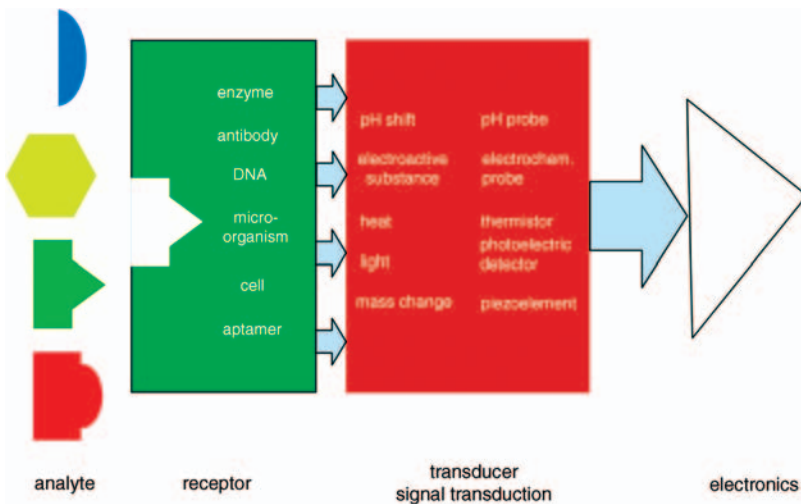 enzyme
antibody
DNA
micro-
organism
cell
aptamer
pH shift
pH probe
electroactive
substance
electrochem.
probe
heat
thermistor
light
photoelectric
detector
mass change
piezoelement
analyte
receptor
transducer
signal transduction
electronics